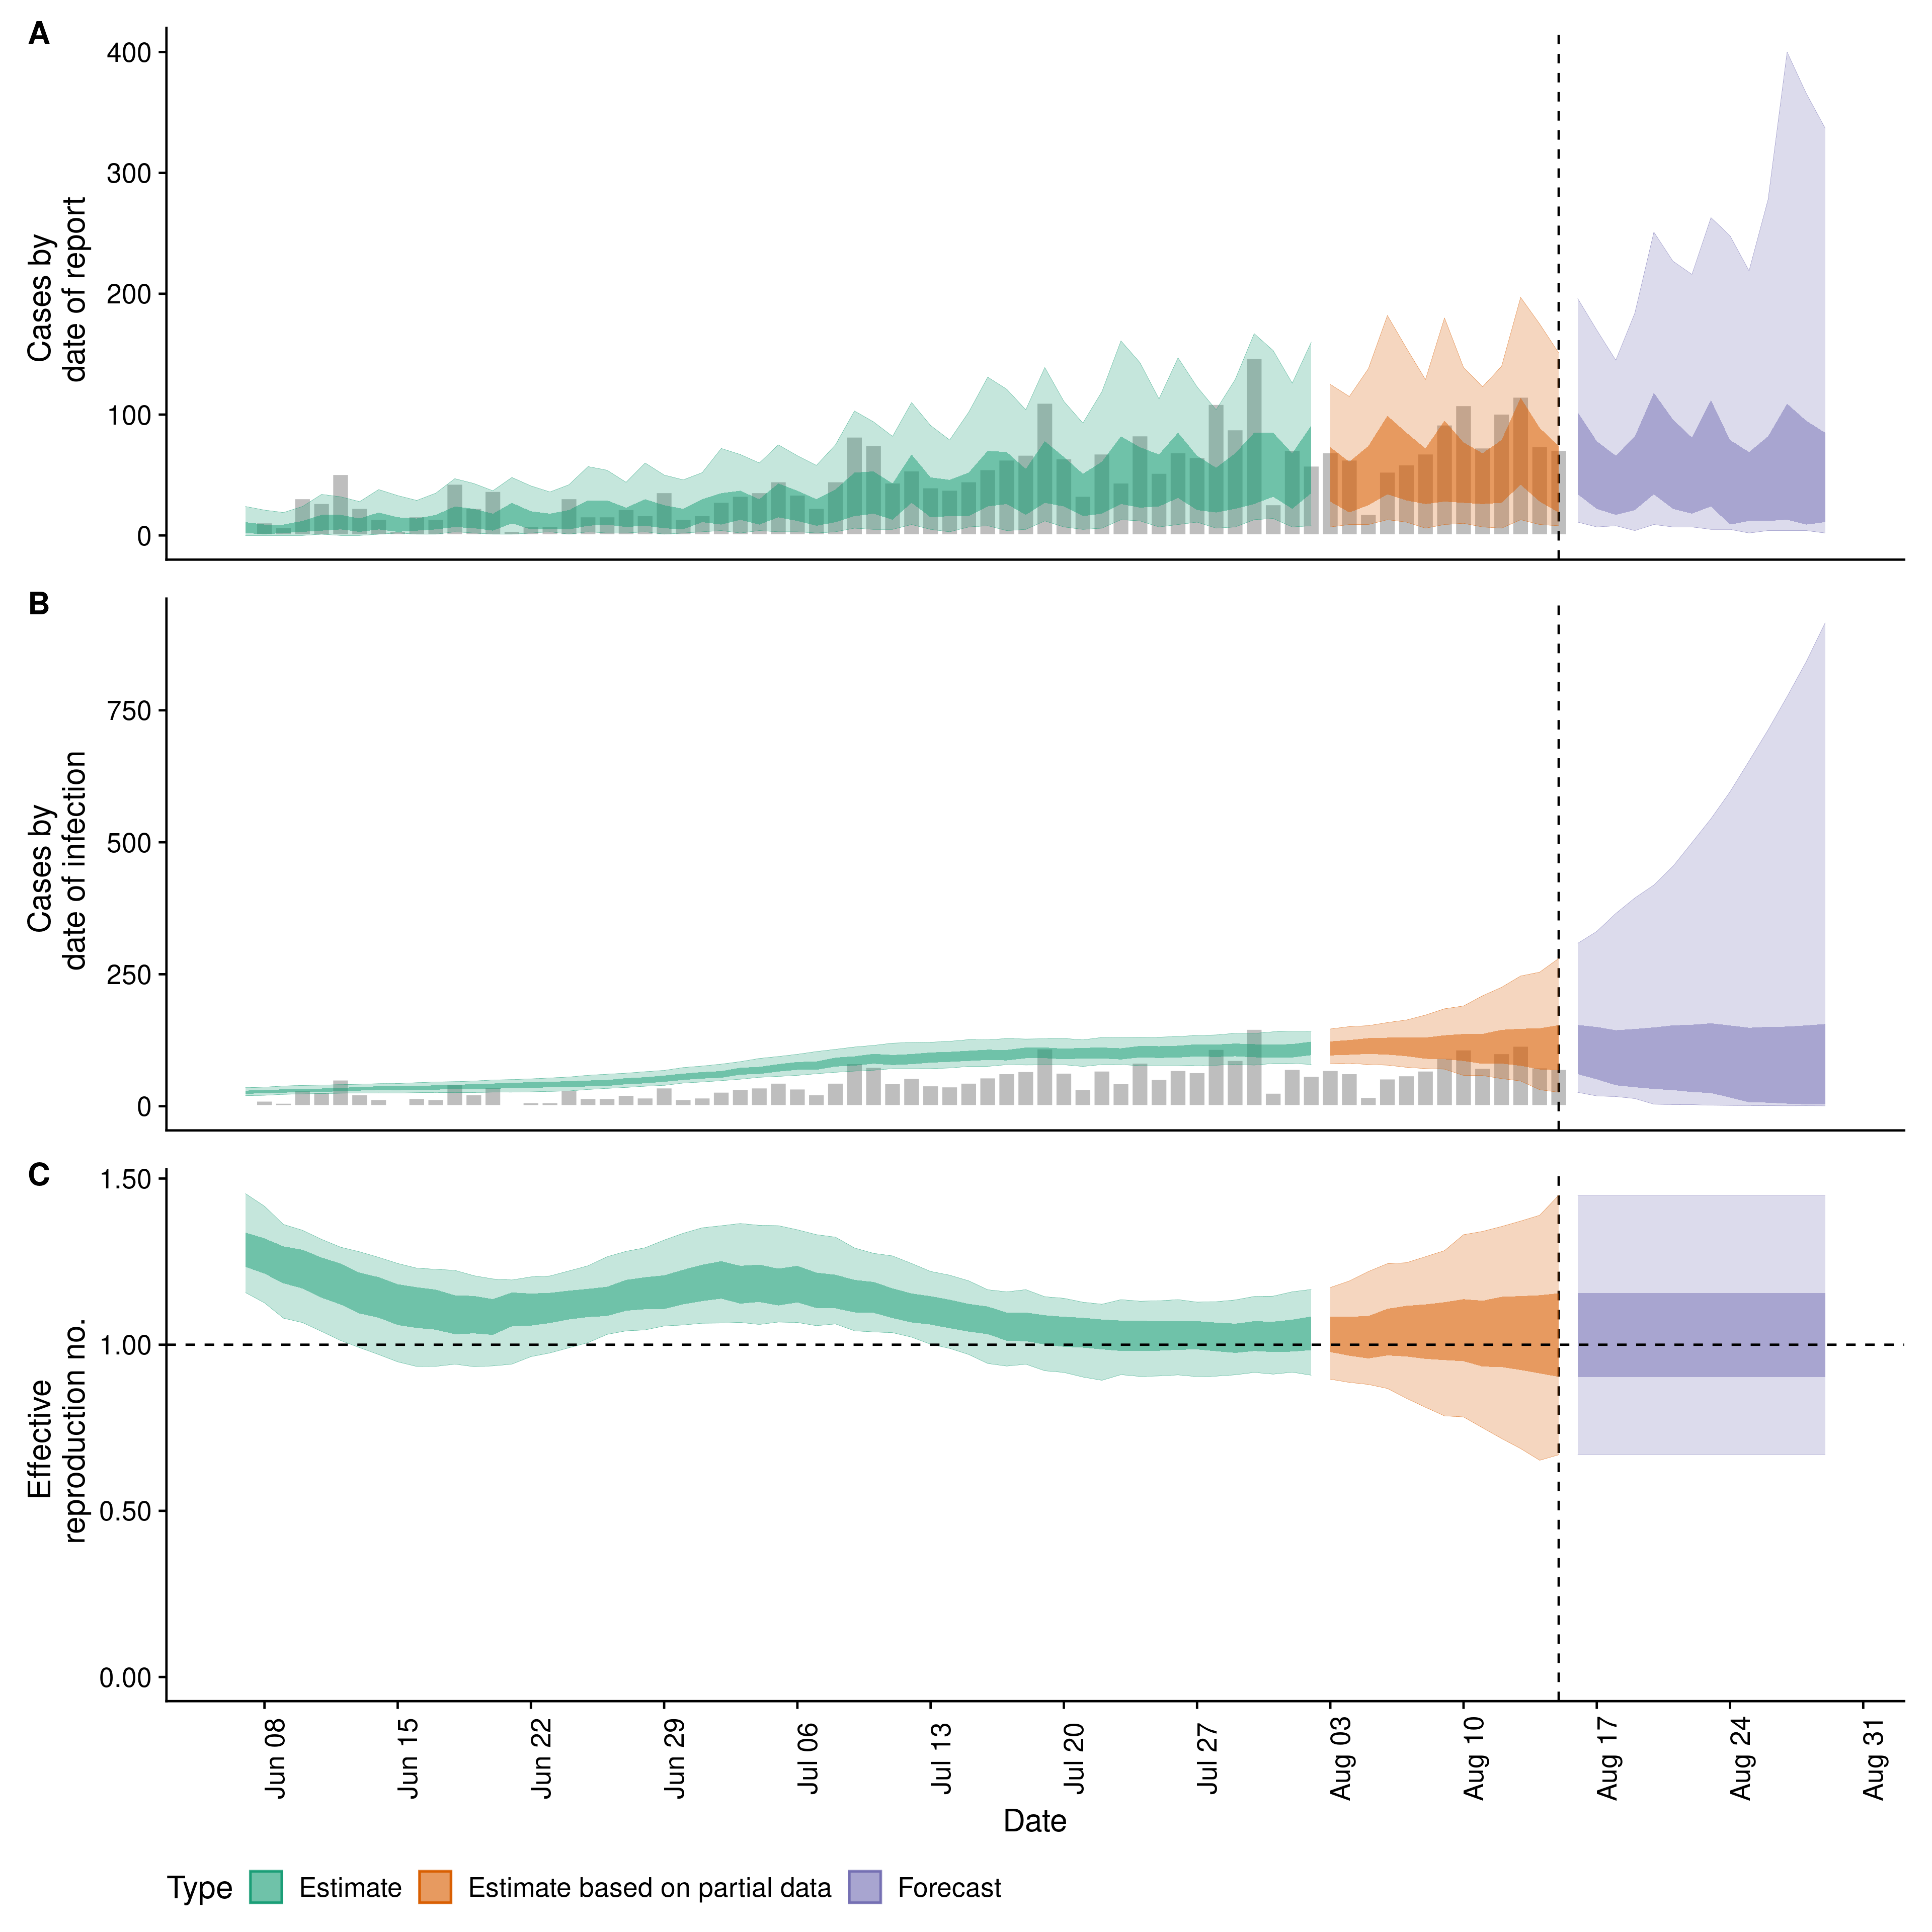 A
400
300
200
100
0
Cases by
date of report
B
750
500
250
0
Cases by
date of infection
C
1.50
1.00
0.50
0.00
Effective
reproduction no.
Jun 08
Jun 15
Jun 22
Jun 29
Jul 06
Jul 13
Jul 20
Jul 27
Aug 03
Aug 10
Aug 17
Aug 24
Aug 31
Date
Type Estimate Estimate based on partial data Forecast